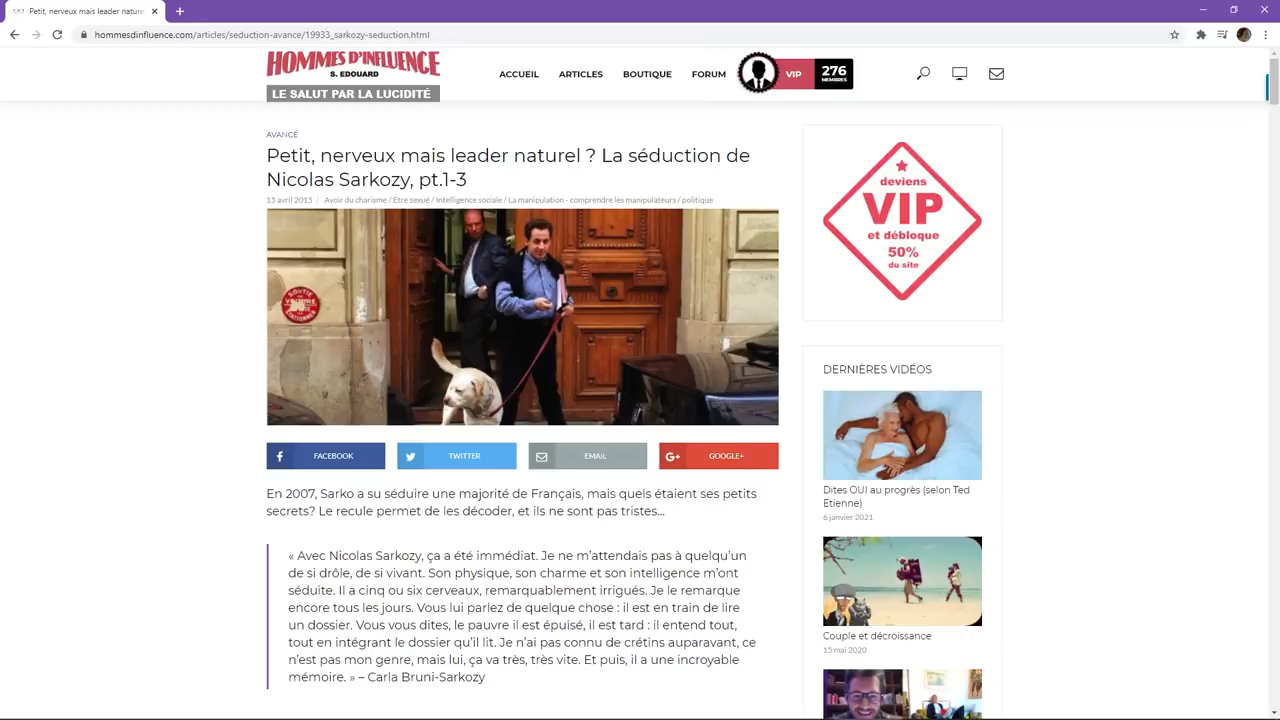 Petit, nerveux mais leader nature
hommesdinfluence.com/articles/seduction-avance/19933_sarkozy-seduction.html
HOMMES D'INFLUENCE
S. EDOUARD
LE SALUT PAR LA LUCIDITÉ
ACCUEIL
ARTICLES
BOUTIQUE
FORUM
VIP
276
MEMBRES
AVANCÉ
Petit, nerveux mais leader naturel ? La séduction de
Nicolas Sarkozy, pt.1-3
15 avril 2015 / Avoir du charisme / Etre sexué / Intelligence sociale / La manipulation - comprendre les manipulateurs / politique
SORTIE
DE
VOITURE
FACEBOOK
TWITTER
EMAIL
GOOGLE+
En 2007, Sarko a su séduire une majorité de Français, mais quels étaient ses petits
secrets? Le recule permet de les décoder, et ils ne sont pas tristes...
« Avec Nicolas Sarkozy, ça a été immédiat. Je ne m'attendais pas à quelqu'un
de si drôle, de si vivant. Son physique, son charme et son intelligence m'ont
séduite. Il a cinq ou six cerveaux, remarquablement irrigués. Je le remarque
encore tous les jours. Vous lui parlez de quelque chose : il est en train de lire
un dossier. Vous vous dites, le pauvre il est épuisé, il est tard : il entend tout,
tout en intégrant le dossier qu'il lit. Je n'ai pas connu de crétins auparavant, ce
n'est pas mon genre, mais lui, ça va très, très vite. Et puis, il a une incroyable
mémoire. » – Carla Bruni-Sarkozy
deviens
VIP
et débloque
50%
du site
DERNIÈRES VIDÉOS
Dites OUI au progrès (selon Ted
Etienne)
6 janvier 2021
Couple et décroissance
15 mai 2020